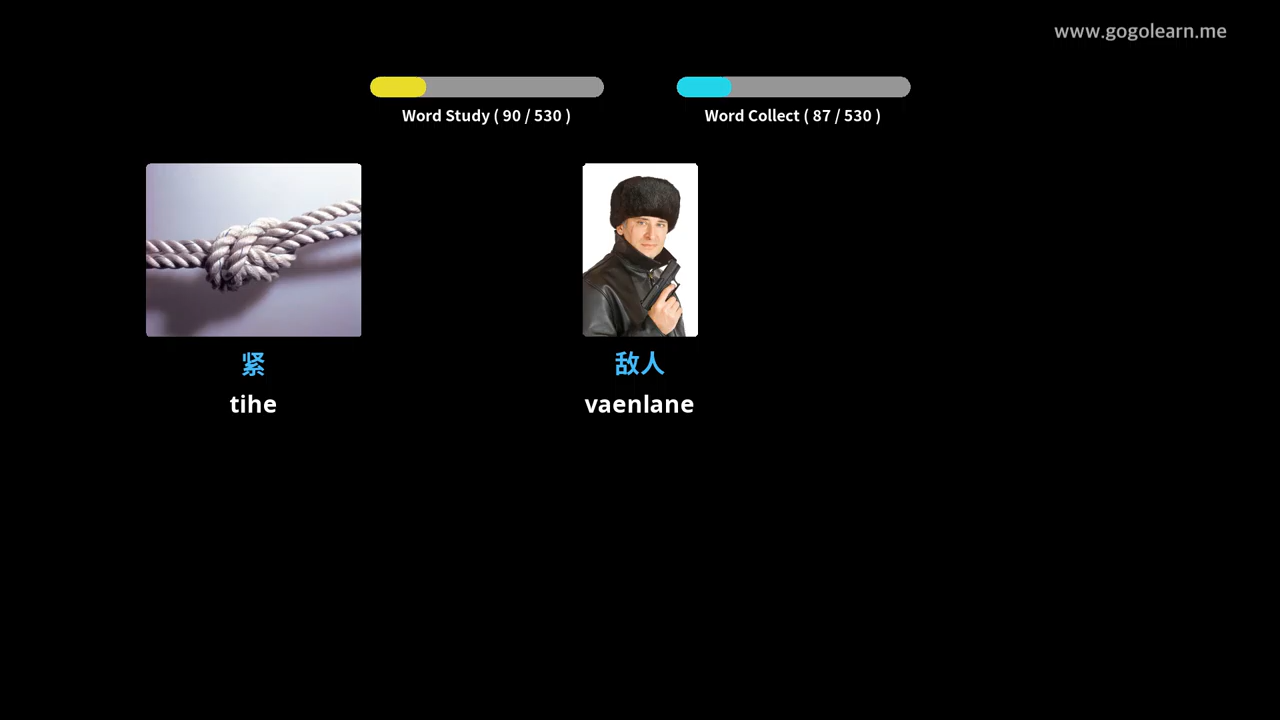 www.gogolearn.me
Word Study ( 90 / 530 )
Word Collect ( 87 / 530 )
紧
tihe
敌人
vaenlane